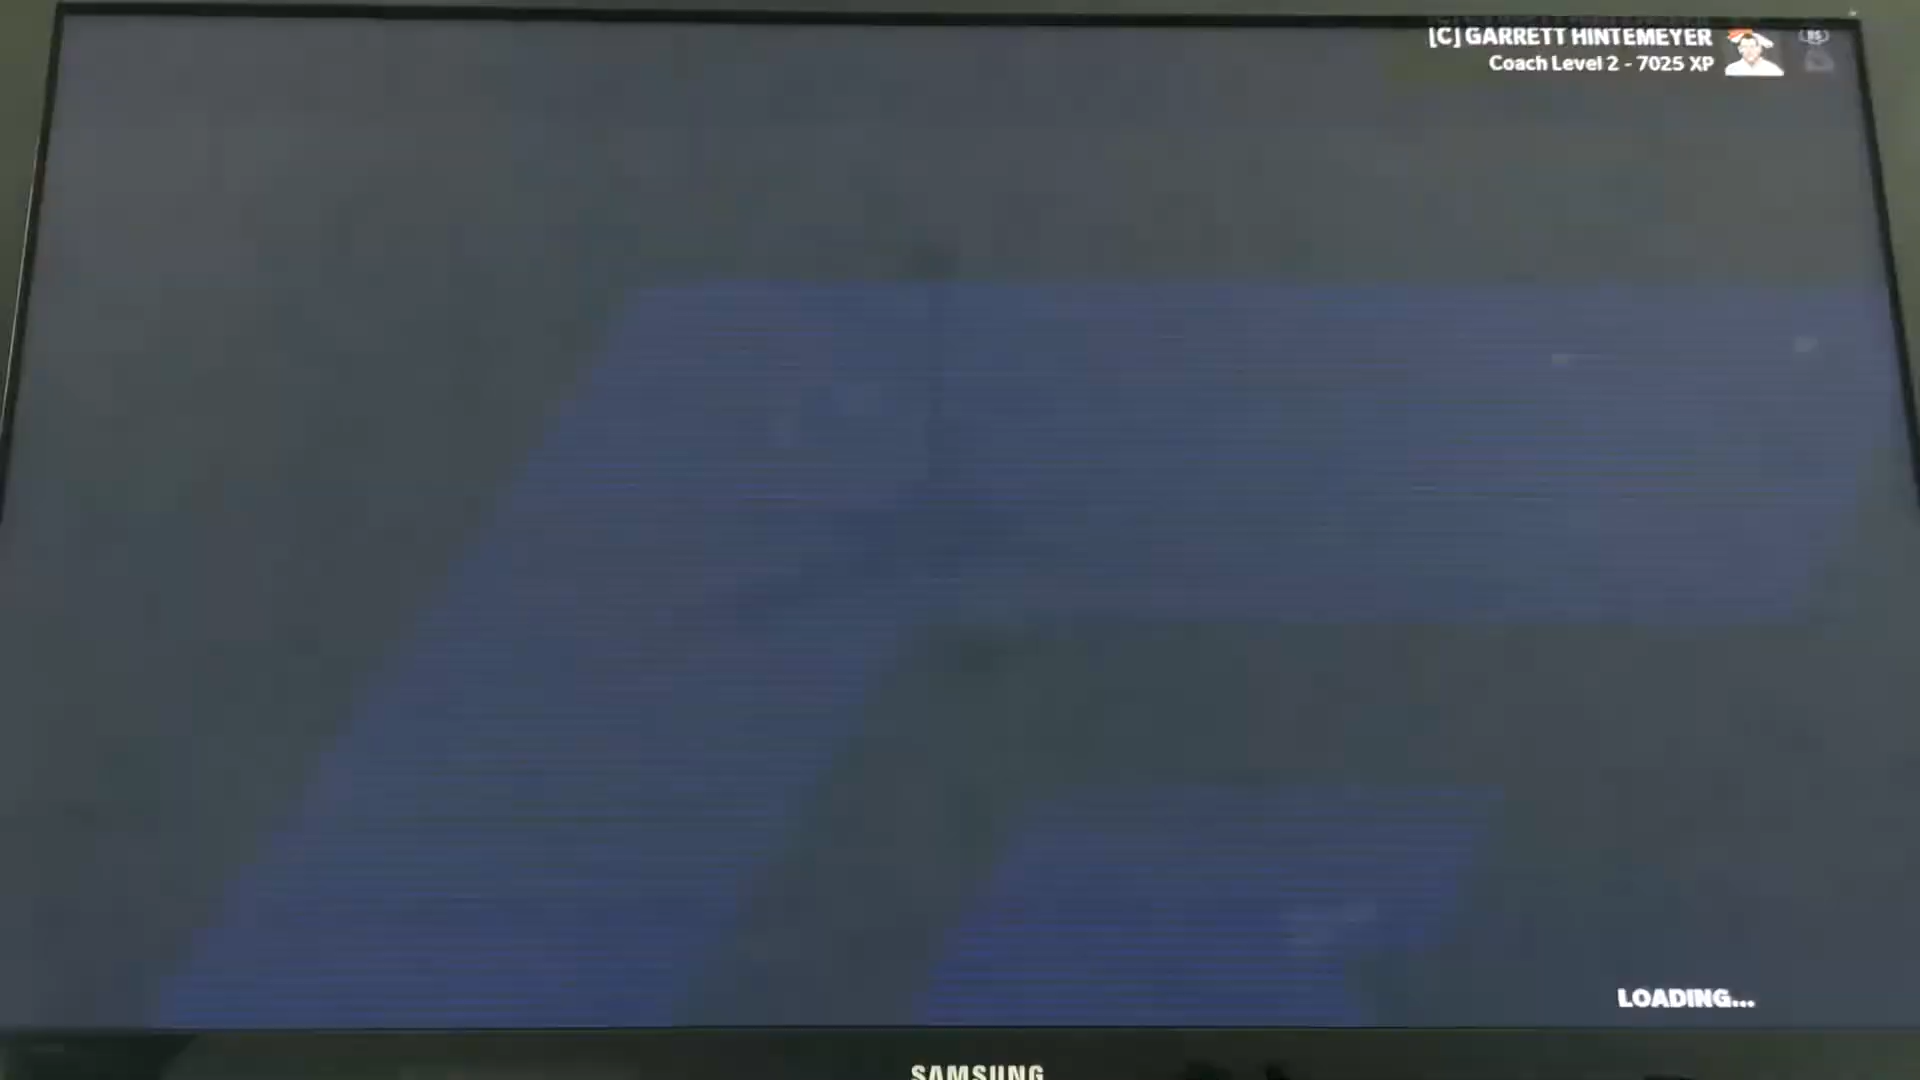 [C] GARRETT HINTEMEYER
Coach Level 2 - 7025 XP
LOADING...
SAMSUNG